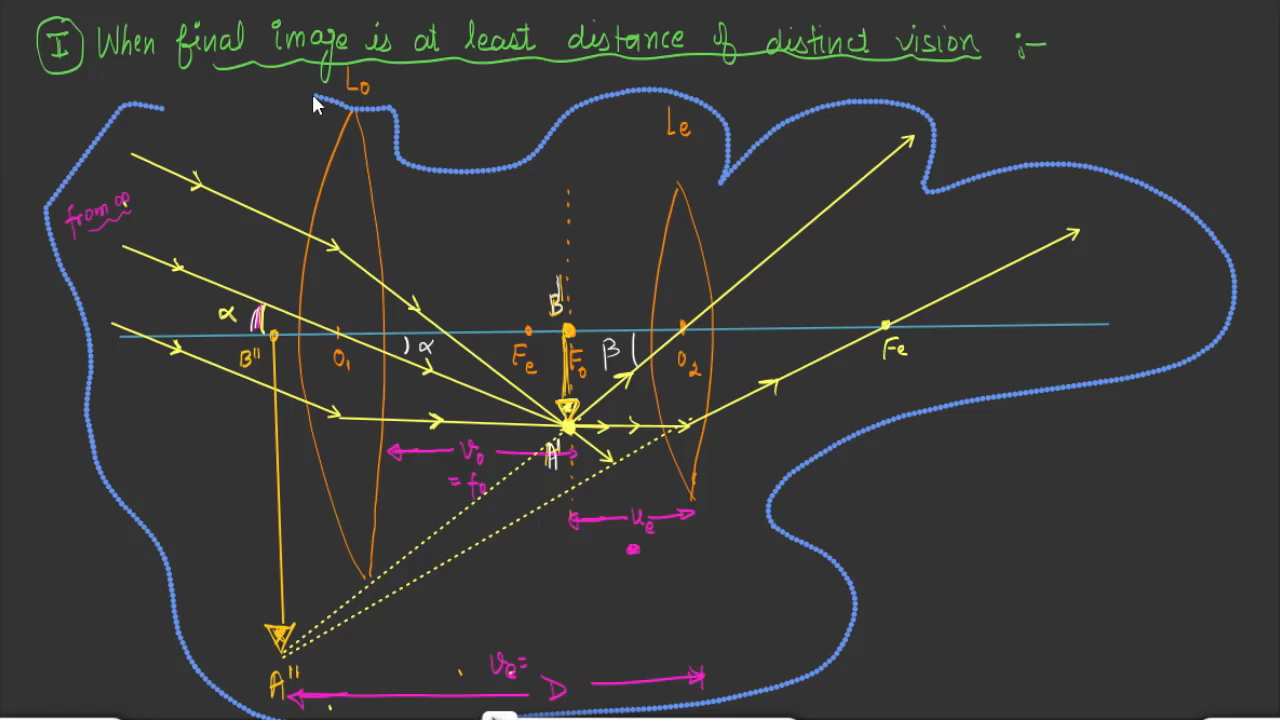 I When final image is at least distance of distinct vision :-
Lo
Le
from ∞
α
B'
B"
O₁
) α
Fe
Fo
β
O₂
Fe
A'
vo
= fo
ue
A"
ve =
D